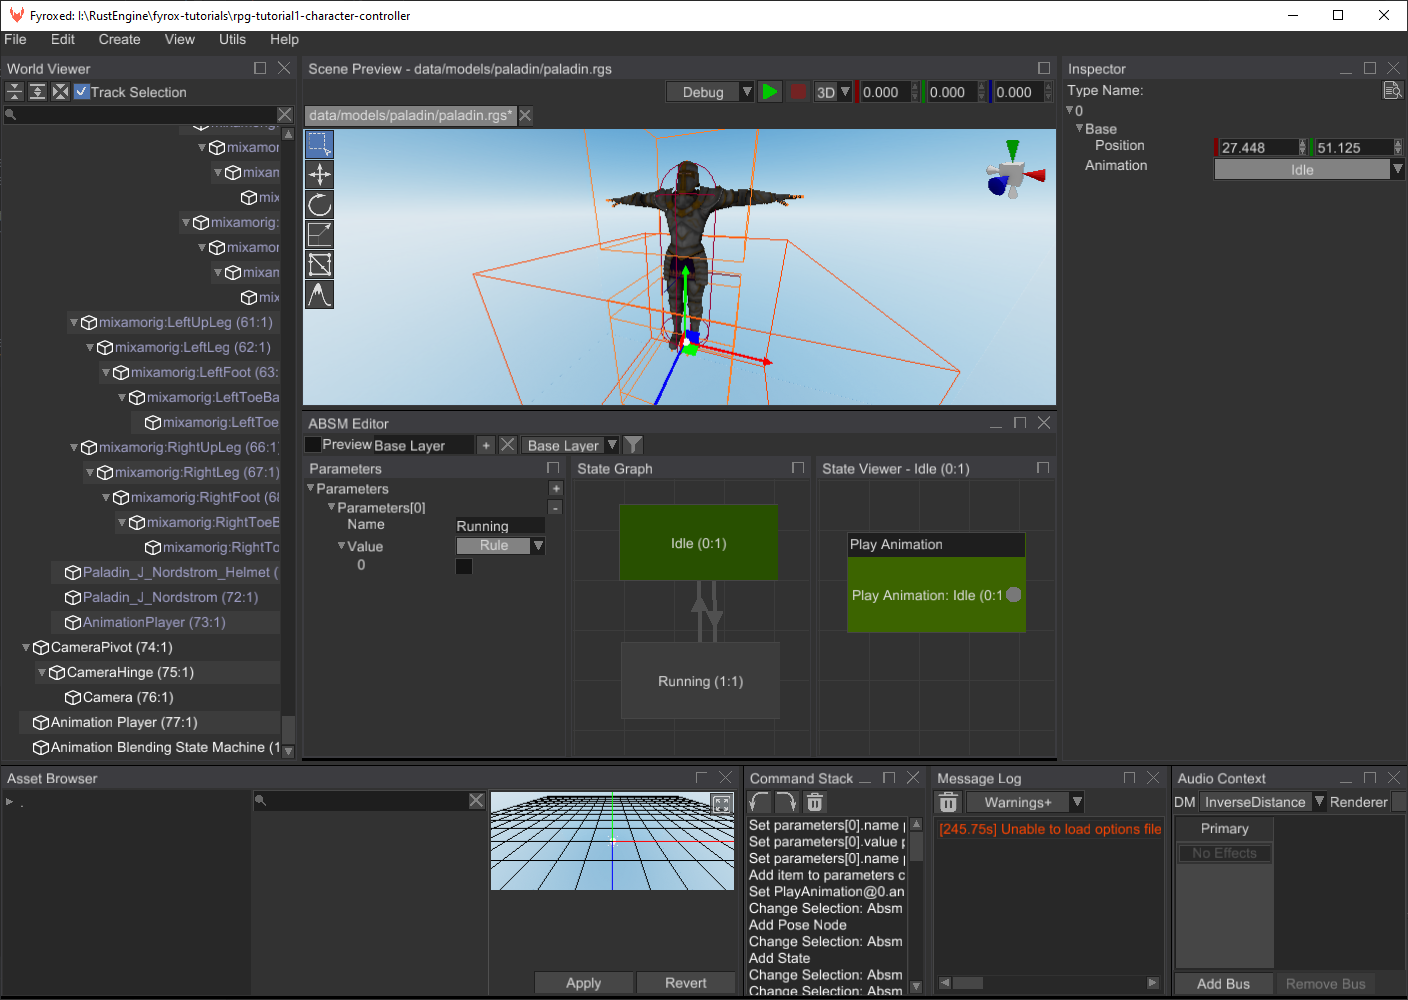 Fyroxed: I:\RustEngine\fyrox-tutorials\rpg-tutorial1-character-controller
File Edit Create View Utils Help
World Viewer
Track Selection
mixamor
mixam
mix
mixamorig:
mixamor
mixam
mix
mixamorig:LeftUpLeg (61:1)
mixamorig:LeftLeg (62:1)
mixamorig:LeftFoot (63:
mixamorig:LeftToeBa
mixamorig:LeftToe
mixamorig:RightUpLeg (66:1
mixamorig:RightLeg (67:1)
mixamorig:RightFoot (68
mixamorig:RightToeB
mixamorig:RightTo
Paladin_J_Nordstrom_Helmet (
Paladin_J_Nordstrom (72:1)
AnimationPlayer (73:1)
CameraPivot (74:1)
CameraHinge (75:1)
Camera (76:1)
Animation Player (77:1)
Animation Blending State Machine (1
Scene Preview - data/models/paladin/paladin.rgs
Debug 3D 0.000 0.000 0.000
data/models/paladin/paladin.rgs*
ABSM Editor
Preview Base Layer + Base Layer
Parameters
Parameters +
Parameters[0] -
Name Running
Value Rule
0
State Graph
Idle (0:1)
Running (1:1)
State Viewer - Idle (0:1)
Play Animation
Play Animation: Idle (0:1
Inspector
Type Name:
0
Base
Position 27.448 51.125
Animation Idle
Asset Browser
.
Apply Revert
Command Stack
Set parameters[0].name
Set parameters[0].value
Set parameters[0].name
Add item to parameters c
Set PlayAnimation@0.an
Change Selection: Absm
Add Pose Node
Change Selection: Absm
Add State
Change Selection: Absm
Change Selection: Absm
Message Log
Warnings+
[245.75s] Unable to load options file
Audio Context
DM InverseDistance Renderer
Primary
No Effects
Add Bus Remove Bus